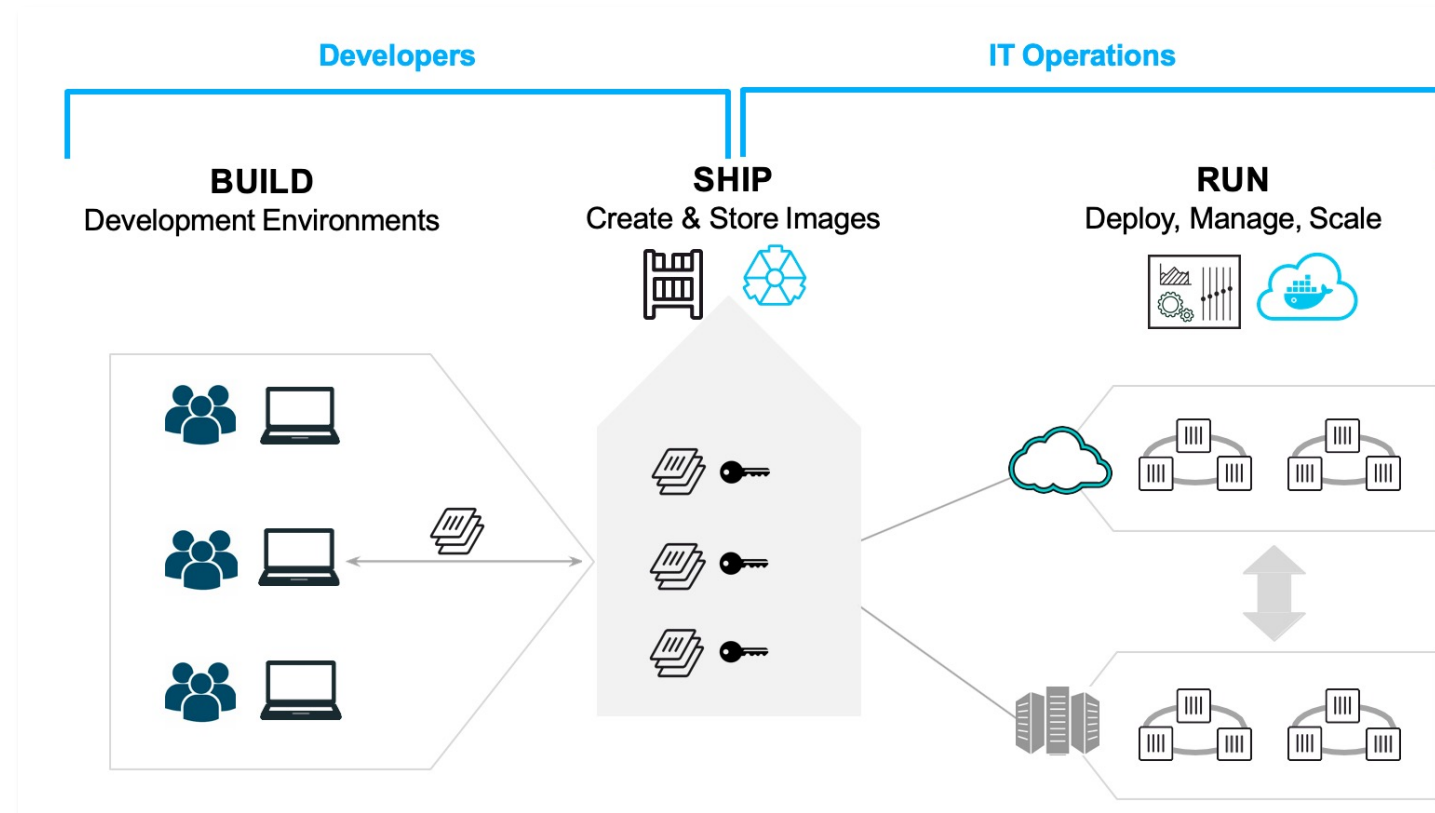 Developers
IT Operations
BUILD
Development Environments
SHIP
Create & Store Images
RUN
Deploy, Manage, Scale